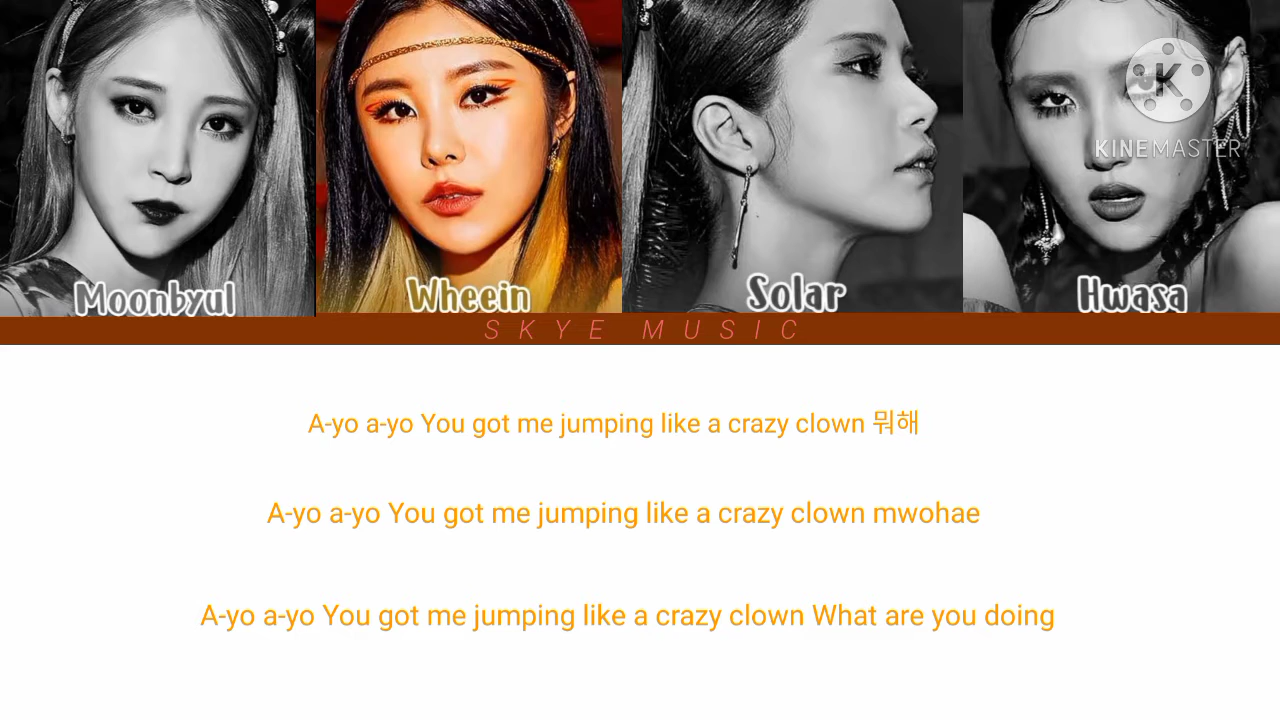 K
KINEMASTER
Moonbyul Wheein Solar Hwasa
SKYE MUSIC
A-yo a-yo You got me jumping like a crazy clown 뭐해
A-yo a-yo You got me jumping like a crazy clown mwohae
A-yo a-yo You got me jumping like a crazy clown What are you doing